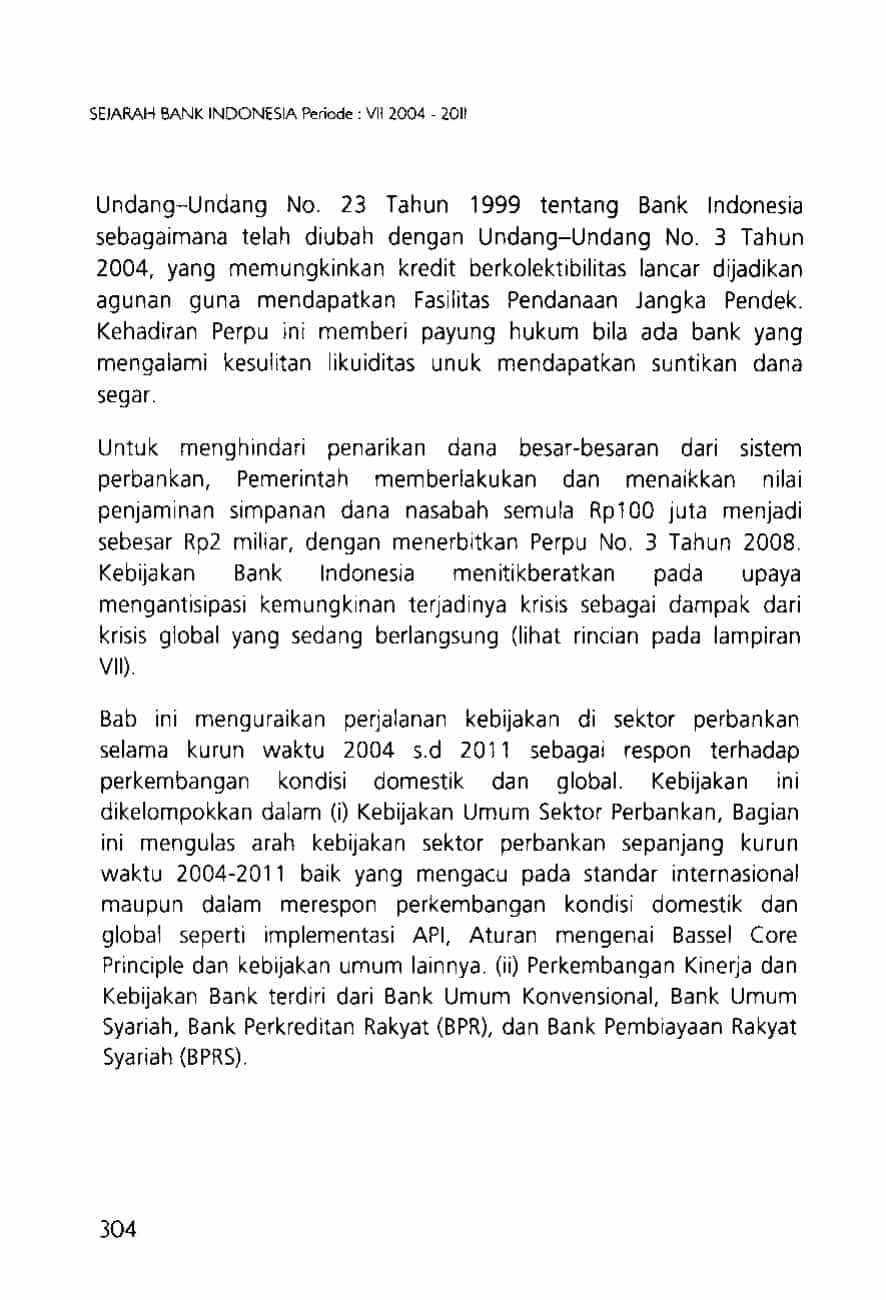 SEJARAH BANK INDONESIA Periode : VII 2004 - 2011
Undang–Undang No. 23 Tahun 1999 tentang Bank Indonesia
sebagaimana telah diubah dengan Undang–Undang No. 3 Tahun
2004, yang memungkinkan kredit berkolektibilitas lancar dijadikan
agunan guna mendapatkan Fasilitas Pendanaan Jangka Pendek.
Kehadiran Perpu ini memberi payung hukum bila ada bank yang
mengalami kesulitan likuiditas unuk mendapatkan suntikan dana
segar.
Untuk menghindari penarikan dana besar-besaran dari sistem
perbankan, Pemerintah memberlakukan dan menaikkan nilai
penjaminan simpanan dana nasabah semula Rp100 juta menjadi
sebesar Rp2 miliar, dengan menerbitkan Perpu No. 3 Tahun 2008.
Kebijakan Bank Indonesia menitikberatkan pada upaya
mengantisipasi kemungkinan terjadinya krisis sebagai dampak dari
krisis global yang sedang berlangsung (lihat rincian pada lampiran
VII).
Bab ini menguraikan perjalanan kebijakan di sektor perbankan
selama kurun waktu 2004 s.d 2011 sebagai respon terhadap
perkembangan kondisi domestik dan global. Kebijakan ini
dikelompokkan dalam (i) Kebijakan Umum Sektor Perbankan, Bagian
ini mengulas arah kebijakan sektor perbankan sepanjang kurun
waktu 2004-2011 baik yang mengacu pada standar internasional
maupun dalam merespon perkembangan kondisi domestik dan
global seperti implementasi API, Aturan mengenai Bassel Core
Principle dan kebijakan umum lainnya. (ii) Perkembangan Kinerja dan
Kebijakan Bank terdiri dari Bank Umum Konvensional, Bank Umum
Syariah, Bank Perkreditan Rakyat (BPR), dan Bank Pembiayaan Rakyat
Syariah (BPRS).
304